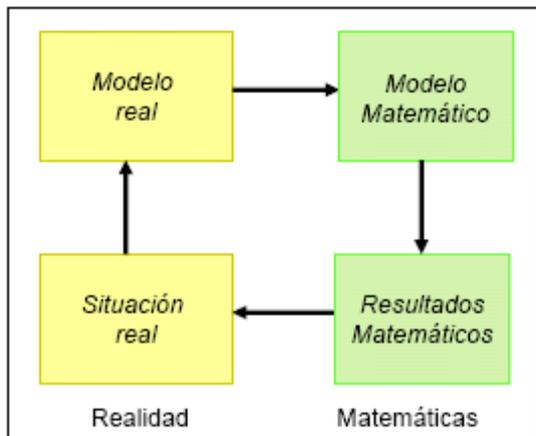 Modelo
real
Modelo
Matemático
Situación
real
Resultados
Matemáticos
Realidad
Matemáticas